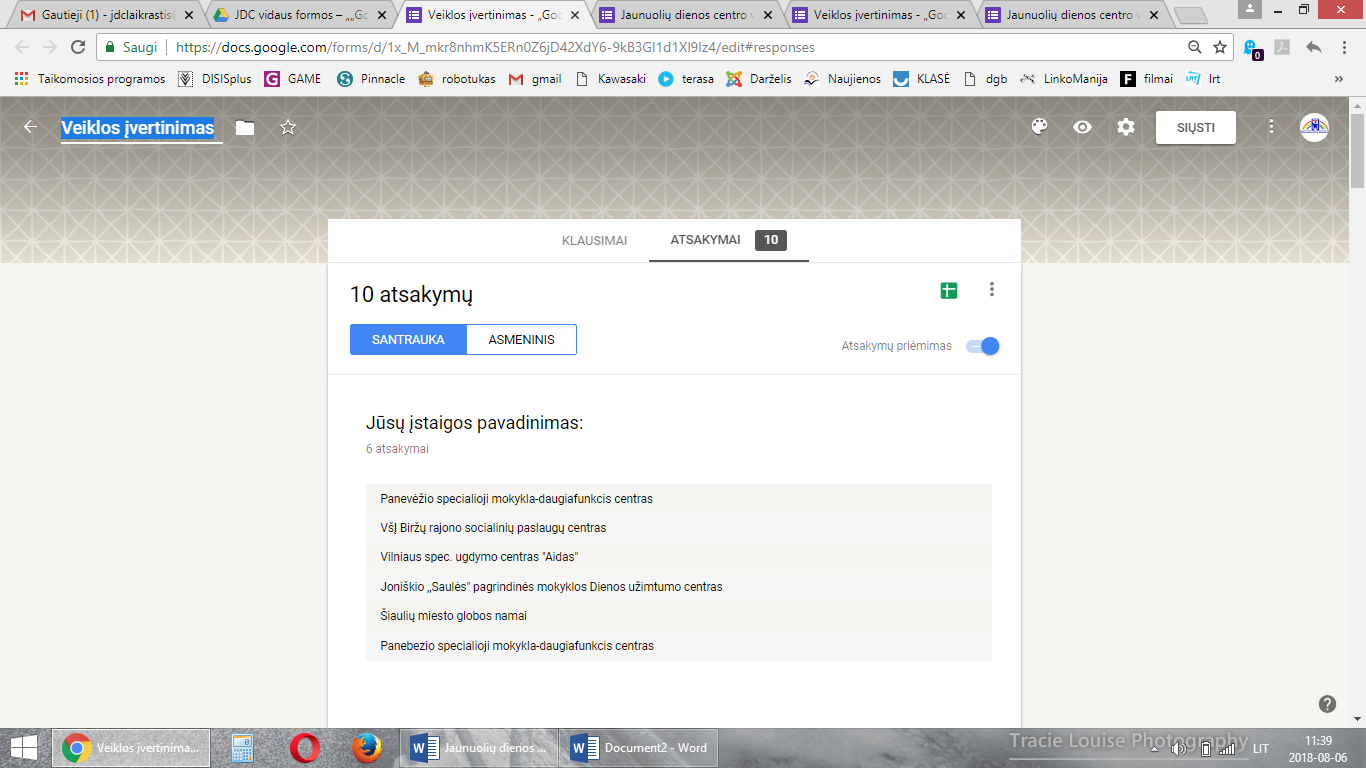 Gautieji (1) - jdclaikrastis
JDC vidaus formos – „„Go
Veiklos įvertinimas - „Goo
Jaunuolių dienos centro v
Veiklos įvertinimas - „Goo
Jaunuolių dienos centro v
Saugi
https://docs.google.com/forms/d/1x_M_mkr8nhmK5ERn0Z6jD42XdY6-9kB3Gl1d1Xl9Iz4/edit#responses
0
Taikomosios programos
DISISplus
GAME
Pinnacle
robotukas
gmail
Kawasaki
terasa
Darželis
Naujienos
KLASĖ
dgb
LinkoManija
filmai
lrt
»
Veiklos įvertinimas
SIŲSTI
KLAUSIMAI
ATSAKYMAI 10
10 atsakymų
SANTRAUKA
ASMENINIS
Atsakymų priėmimas
Jūsų įstaigos pavadinimas:
6 atsakymai
Panevėžio specialioji mokykla-daugiafunkcis centras
VšĮ Biržų rajono socialinių paslaugų centras
Vilniaus spec. ugdymo centras "Aidas"
Joniškio „Saulės" pagrindinės mokyklos Dienos užimtumo centras
Šiaulių miesto globos namai
Panebezio specialioji mokykla-daugiafunkcis centras
Veiklos įvertinima...
Jaunuolių dienos ...
Document2 - Word
Tracie Louise Photography
LIT
11:39
2018-08-06